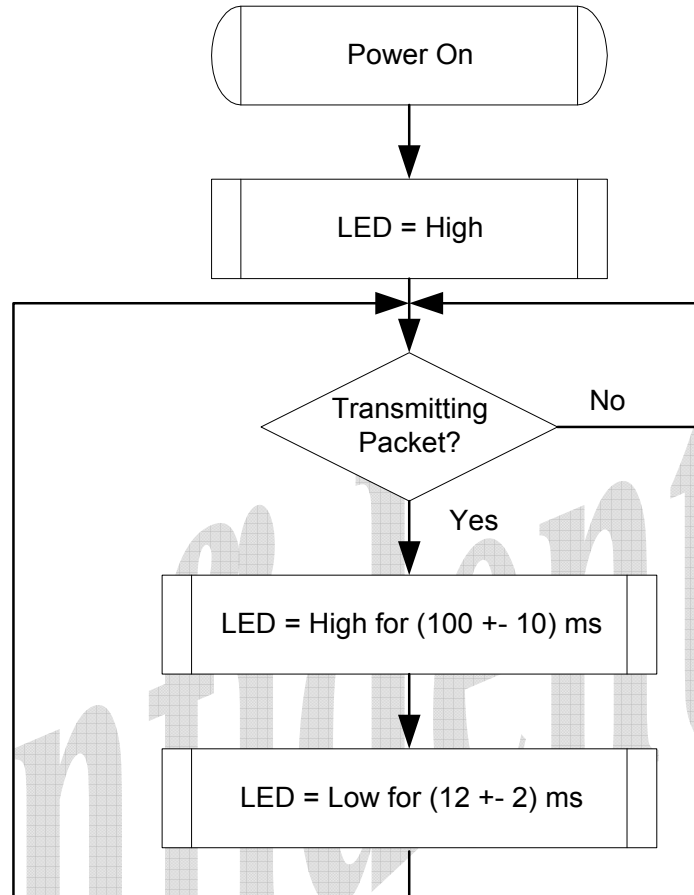 Power On
LED = High
Transmitting
Packet?
No
Yes
LED = High for (100 +- 10) ms
LED = Low for (12 +- 2) ms